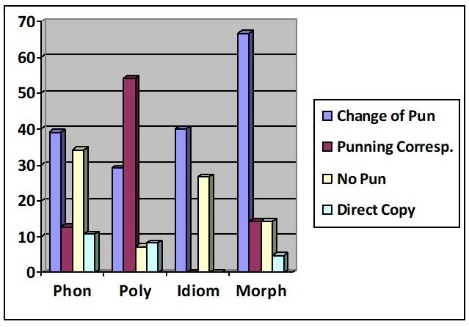 70
60
50
40
30
20
10
0
Phon Poly Idiom Morph
Change of Pun
Punning Corresp.
No Pun
Direct Copy